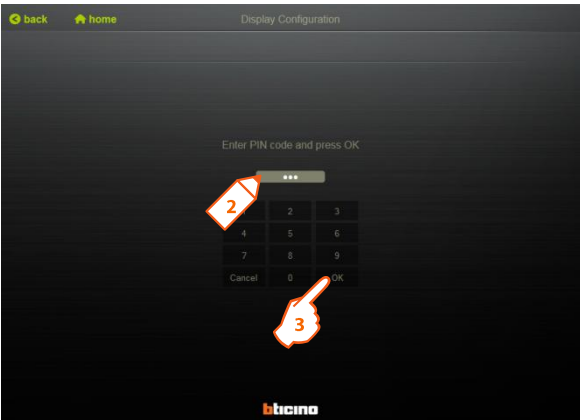 back home Display Configuration
Enter PIN code and press OK
•••
2
2 3
4 5 6
7 8 9
Cancel 0 OK
3
bticino